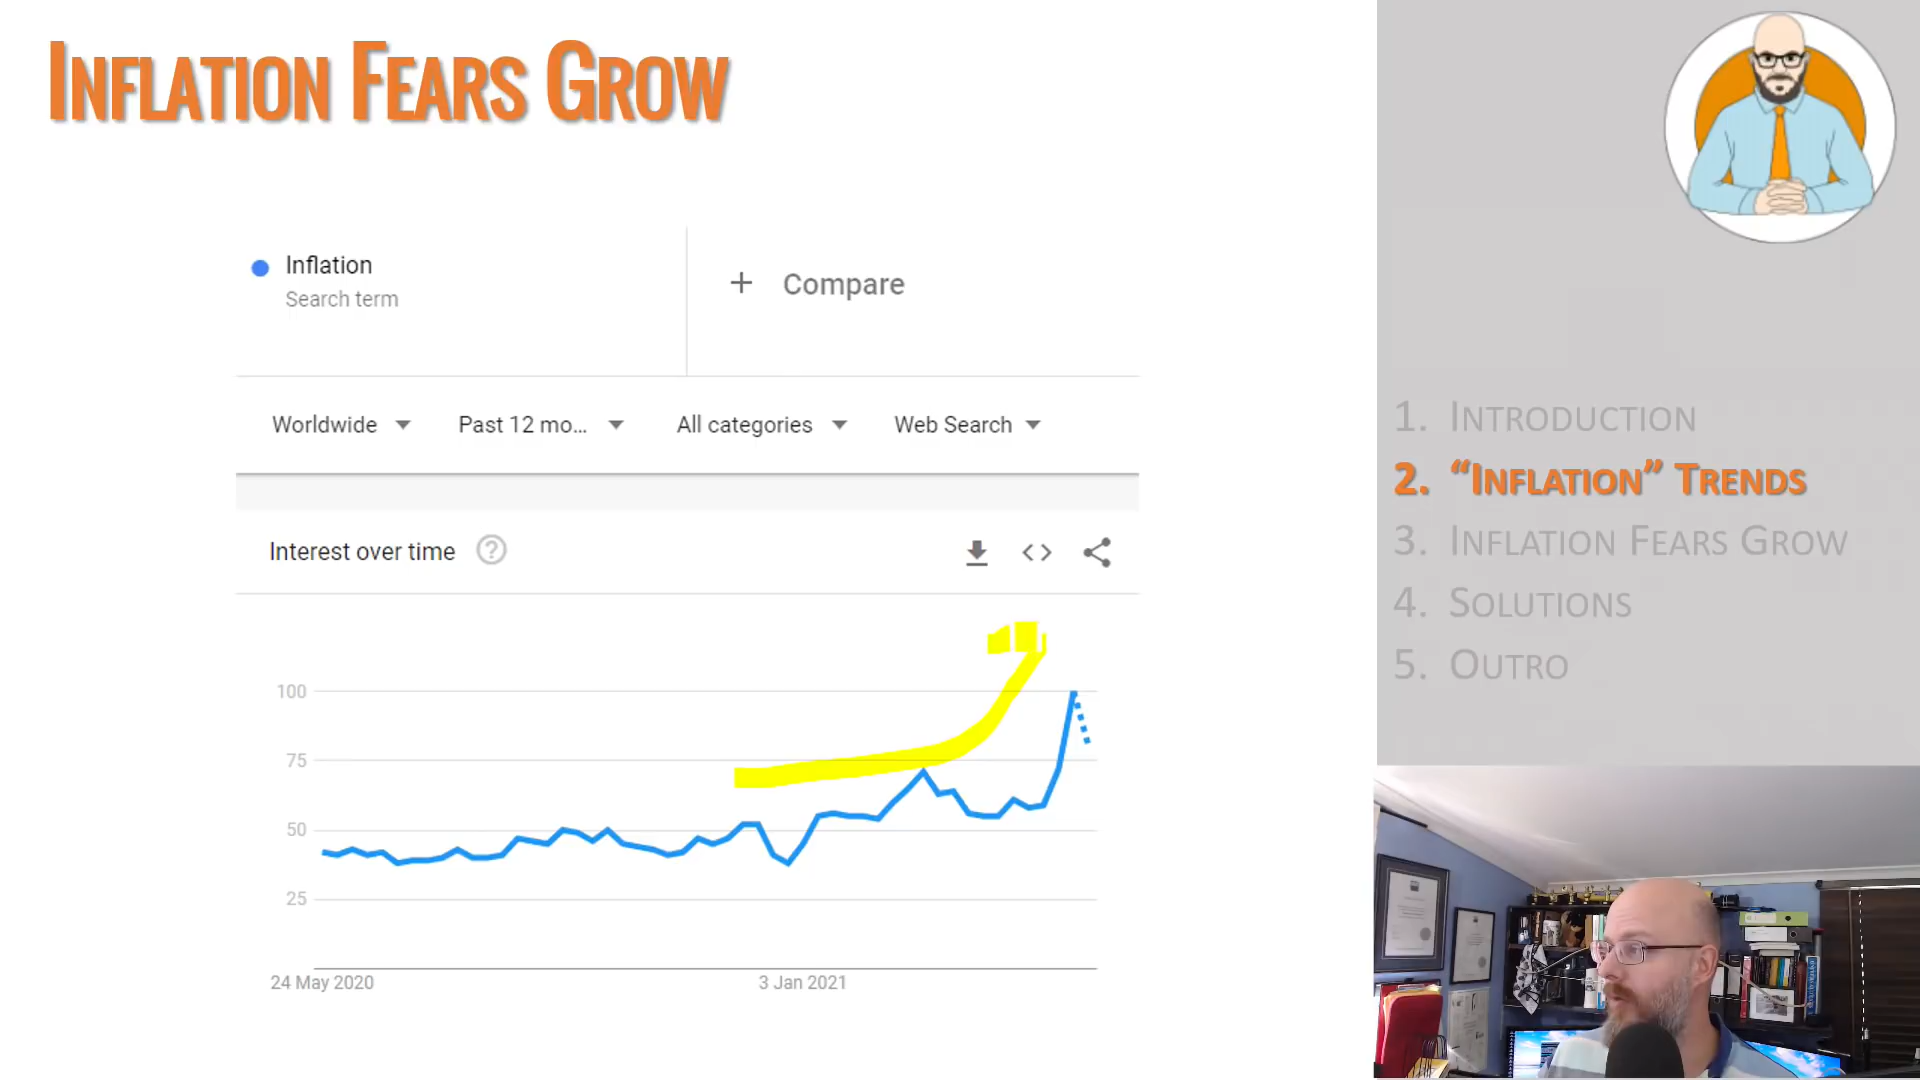 INFLATION FEARS GROW
Inflation
Search term
+ Compare
Worldwide
Past 12 mo...
All categories
Web Search
Interest over time ?
100
75
50
25
24 May 2020
3 Jan 2021
1. INTRODUCTION
2. “INFLATION” TRENDS
3. INFLATION FEARS GROW
4. SOLUTIONS
5. OUTRO